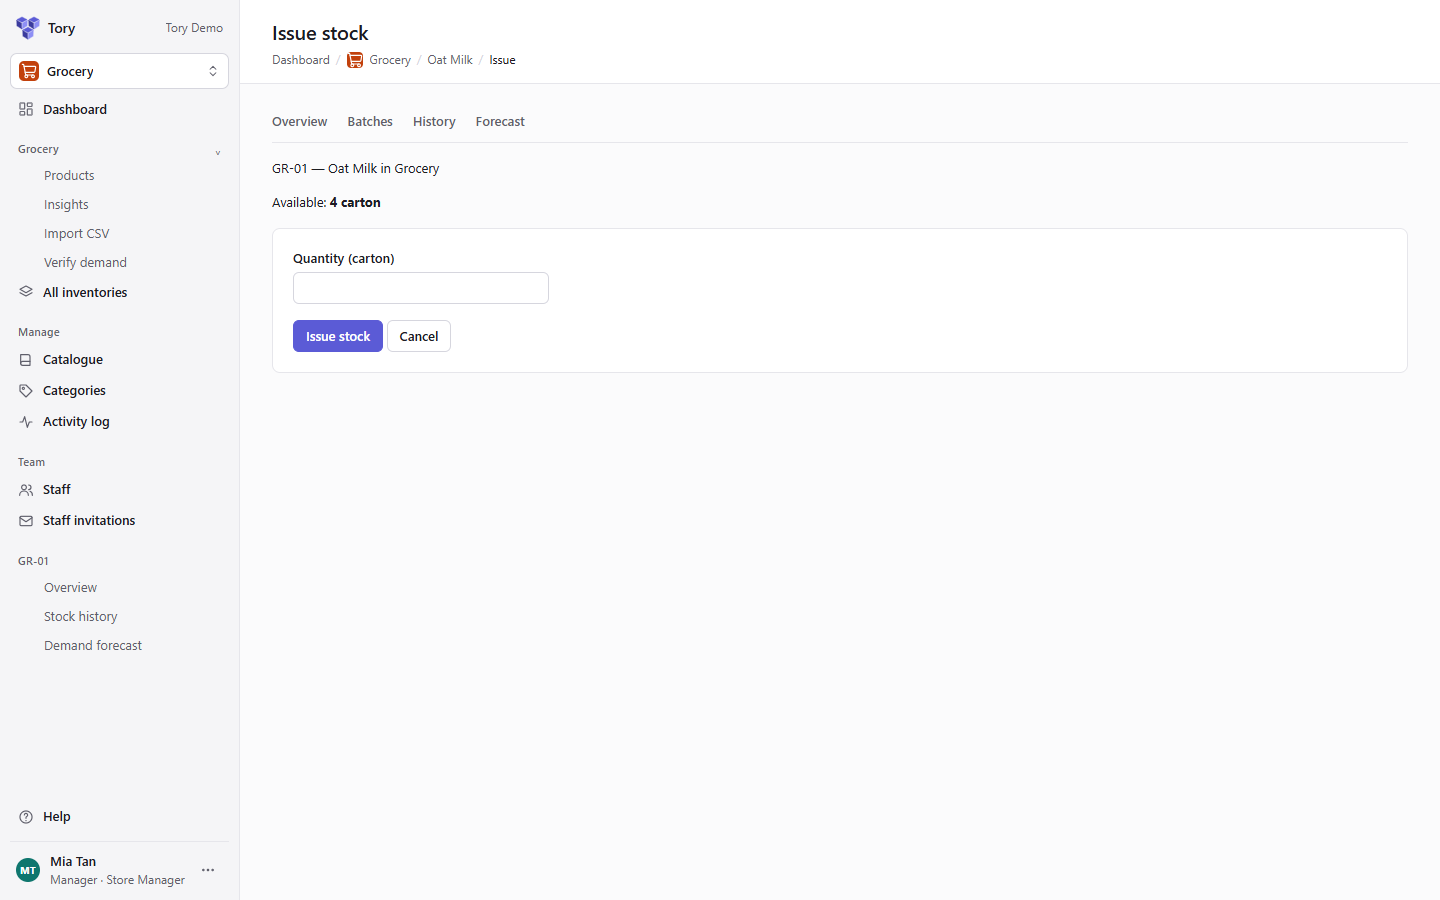 Tory
Tory Demo
Grocery
Dashboard
Grocery
Products
Insights
Import CSV
Verify demand
All inventories
Manage
Catalogue
Categories
Activity log
Team
Staff
Staff invitations
GR-01
Overview
Stock history
Demand forecast
Help
MT
Mia Tan
Manager · Store Manager
Issue stock
Dashboard / Grocery / Oat Milk / Issue
Overview Batches History Forecast
GR-01 — Oat Milk in Grocery
Available: 4 carton
Quantity (carton)
Issue stock Cancel